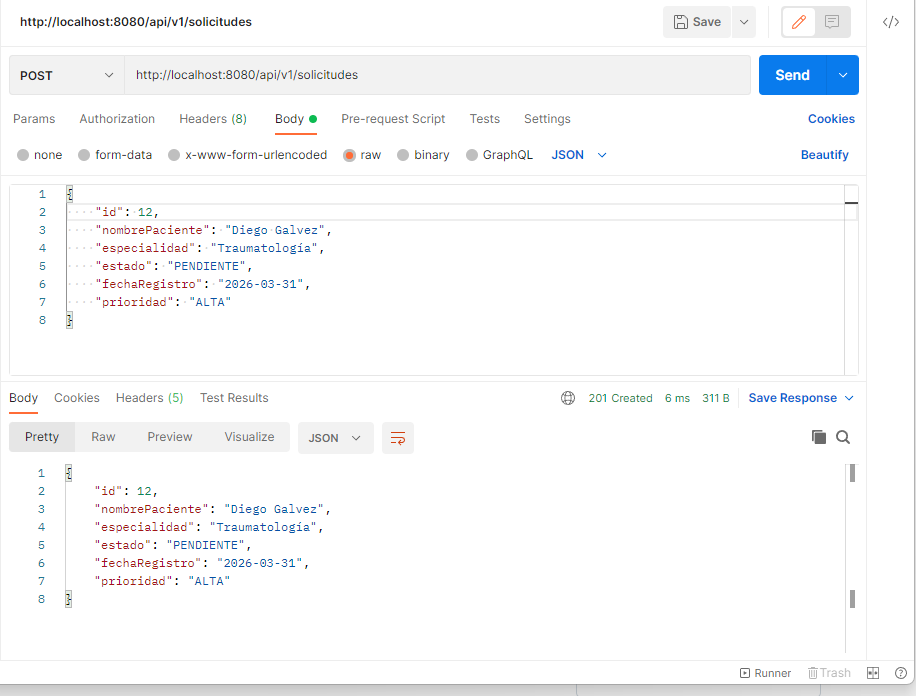 http://localhost:8080/api/v1/solicitudes Save </>
POST http://localhost:8080/api/v1/solicitudes Send
Params Authorization Headers (8) Body Pre-request Script Tests Settings Cookies
none form-data x-www-form-urlencoded raw binary GraphQL JSON Beautify
1 {
2 "id": 12,
3 "nombrePaciente": "Diego Galvez",
4 "especialidad": "Traumatología",
5 "estado": "PENDIENTE",
6 "fechaRegistro": "2026-03-31",
7 "prioridad": "ALTA"
8 }
Body Cookies Headers (5) Test Results 201 Created 6 ms 311 B Save Response
Pretty Raw Preview Visualize JSON
1 {
2 "id": 12,
3 "nombrePaciente": "Diego Galvez",
4 "especialidad": "Traumatología",
5 "estado": "PENDIENTE",
6 "fechaRegistro": "2026-03-31",
7 "prioridad": "ALTA"
8 }
Runner Trash